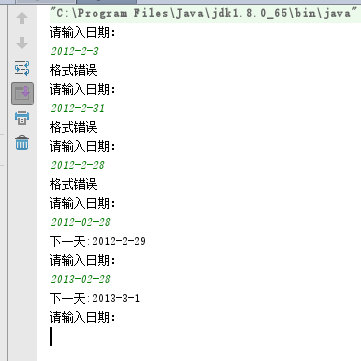 "C:\Program Files\Java\jdk1.8.0_65\bin\java"
请输入日期：
2012-2-3
格式错误
请输入日期：
2012-2-31
格式错误
请输入日期：
2012-2-28
格式错误
请输入日期：
2012-02-28
下一天:2012-2-29
请输入日期：
2013-02-28
下一天:2013-3-1
请输入日期：